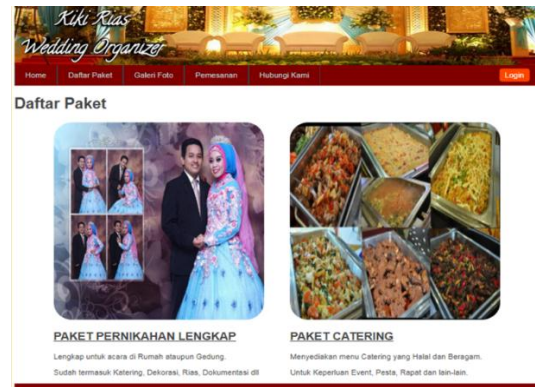 Kiki Rias
Wedding Organizer
Home Daftar Paket Galeri Foto Pemesanan Hubungi Kami Login
Daftar Paket
PAKET PERNIKAHAN LENGKAP
Lengkap untuk acara di Rumah ataupun Gedung.
Sudah termasuk Katering, Dekorasi, Rias, Dokumentasi dll
PAKET CATERING
Menyediakan menu Catering yang Halal dan Beragam.
Untuk Keperluan Event, Pesta, Rapat dan lain-lain.